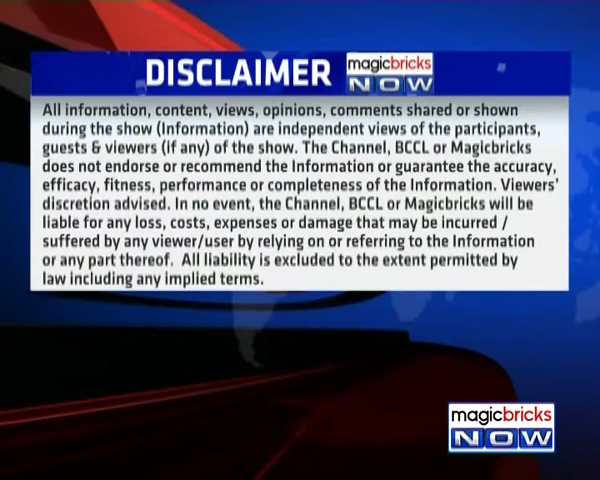 DISCLAIMER magicbricks
NOW
All information, content, views, opinions, comments shared or shown
during the show (Information) are independent views of the participants,
guests & viewers (if any) of the show. The Channel, BCCL or Magicbricks
does not endorse or recommend the Information or guarantee the accuracy,
efficacy, fitness, performance or completeness of the Information. Viewers'
discretion advised. In no event, the Channel, BCCL or Magicbricks will be
liable for any loss, costs, expenses or damage that may be incurred /
suffered by any viewer/user by relying on or referring to the Information
or any part thereof. All liability is excluded to the extent permitted by
law including any implied terms.
magicbricks
NOW